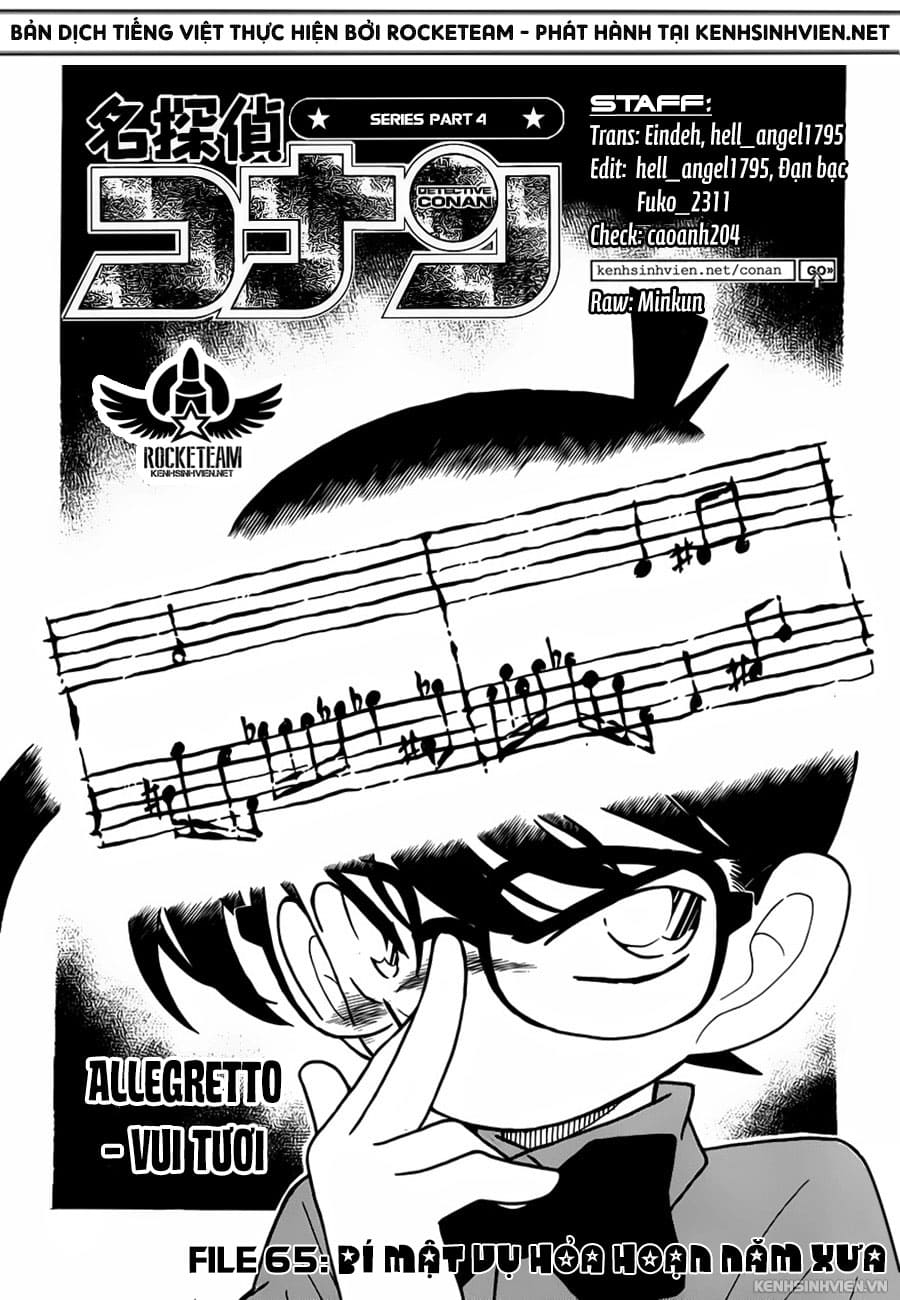 BẢN DỊCH TIẾNG VIỆT THỰC HIỆN BỞI ROCKETEAM - PHÁT HÀNH TẠI KENHSINHVIEN.NET
名探偵
コナン
DETECTIVE
CONAN
SERIES PART 4
STAFF:
Trans: Eindeh, hell_angel1795
Edit: hell_angel1795, Đạn bạc
Fuko_2311
Check: caoanh204
kenhsinhvien.net/conan GO»
Raw: Minkun
ROCKETEAM
KENHSINHVIEN.NET
ALLEGRETTO
- VUI TƯƠI
FILE 65: BÍ MẬT VỤ HỎA HOẠN NĂM XƯA
KENHSINHVIEN.VN